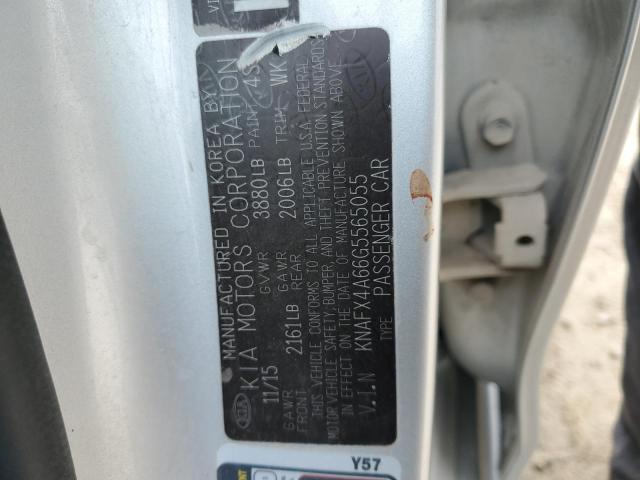 MANUFACTURED IN KOREA BY
KIA MOTORS CORPORATION
11/15 GVWR 3880LB PAINT 4S
GAWR FRONT 2161LB GAWR REAR 2006LB TRIM WK
THIS VEHICLE CONFORMS TO ALL APPLICABLE U.S.A. FEDERAL
MOTOR VEHICLE SAFETY, BUMPER, AND THEFT PREVENTION STANDARDS
IN EFFECT ON THE DATE OF MANUFACTURE SHOWN ABOVE
V.I.N KNAFX4A66G5565055
TYPE PASSENGER CAR
KIA
Y57